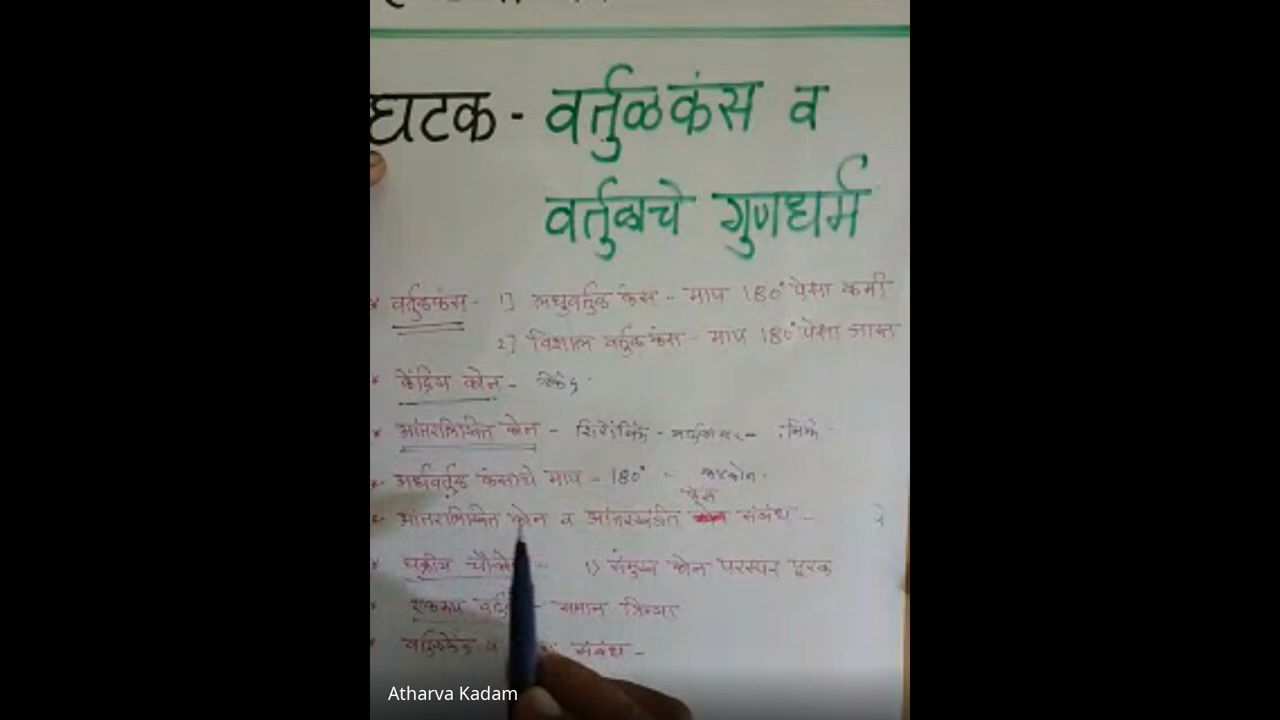 घटक - वर्तुळकंस व
वर्तुळाचे गुणधर्म
* वर्तुळकंस - 1] लघुवर्तुळ कंस - माप 180° पेक्षा कमी
2] विशाल वर्तुळकंस - माप 180° पेक्षा जास्त
* केंद्रिय कोन -
* आंतरलिखित कोन - शिरोबिंदू -
* अर्धवर्तुळ कंसाचे माप - 180° - काटकोन.
कंस
* आंतरलिखित कोन व आंतरखंडित संबंध -
* चक्रीय 1) संमुख कोन परस्पर पूरक
* एकरूप - समान त्रिज्या
* संबंध -
Atharva Kadam